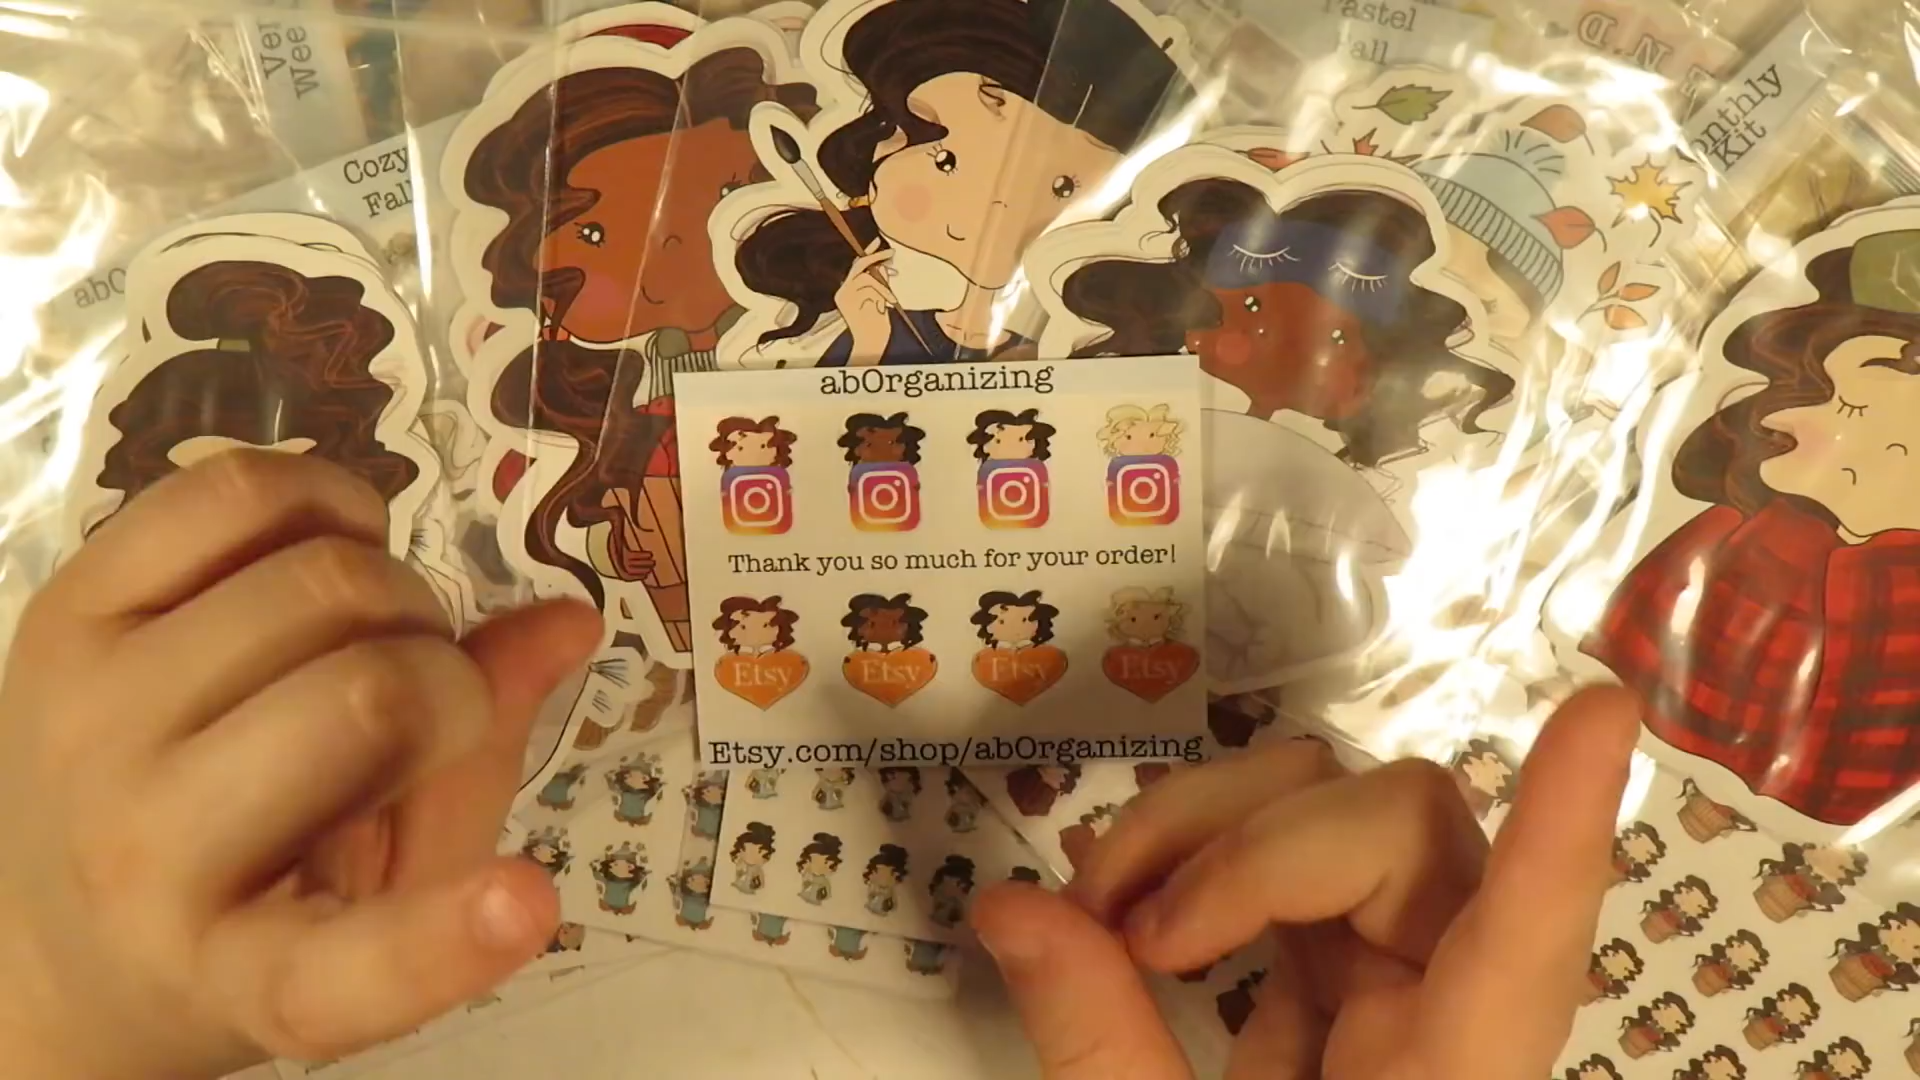 Pastel
Cozy
Fall
Monthly
Kit
abOrganizing
Thank you so much for your order!
Etsy Etsy Etsy Etsy
Etsy.com/shop/abOrganizing